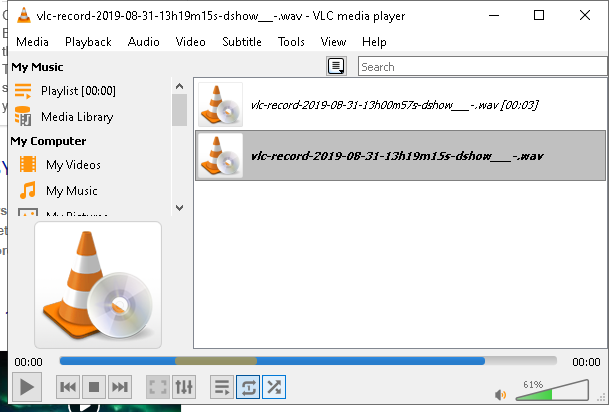 vlc-record-2019-08-31-13h19m15s-dshow___-.wav - VLC media player
Media Playback Audio Video Subtitle Tools View Help
My Music
Search
Playlist [00:00]
Media Library
My Computer
My Videos
My Music
My Pictures
vlc-record-2019-08-31-13h00m57s-dshow___-.wav [00:03]
vlc-record-2019-08-31-13h19m15s-dshow___-.wav
00:00
00:00
61%